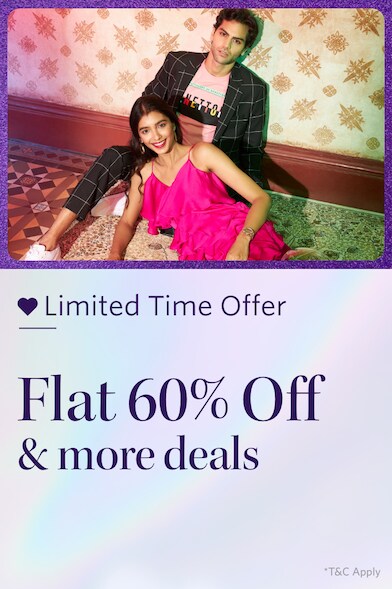 Limited Time Offer
Flat 60% Off
& more deals
*T&C Apply